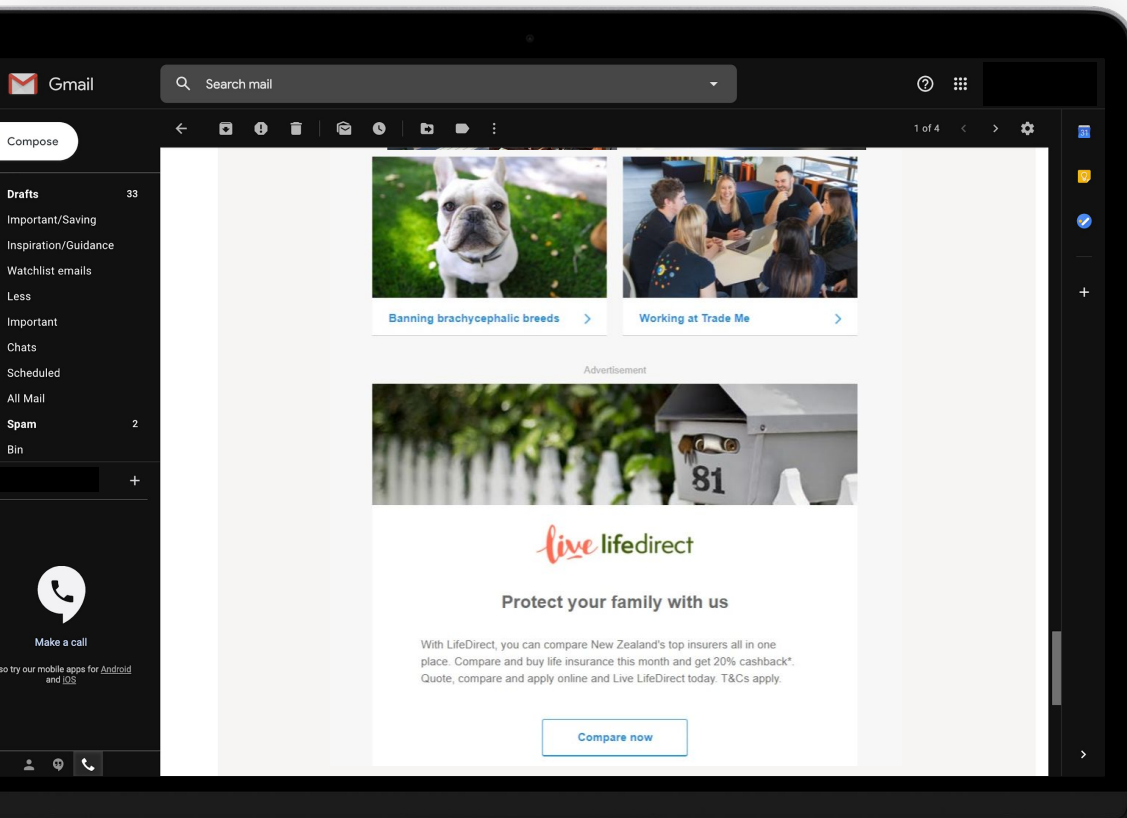 Gmail
Search mail
Compose
1 of 4
31
Drafts 33
Important/Saving
Inspiration/Guidance
Watchlist emails
Less
Important
Chats
Scheduled
All Mail
Spam 2
Bin
Make a call
so try our mobile apps for Android
and iOS
Banning brachycephalic breeds
Working at Trade Me
Advertisement
81
live lifedirect
Protect your family with us
With LifeDirect, you can compare New Zealand's top insurers all in one
place. Compare and buy life insurance this month and get 20% cashback*.
Quote, compare and apply online and Live LifeDirect today. T&Cs apply.
Compare now